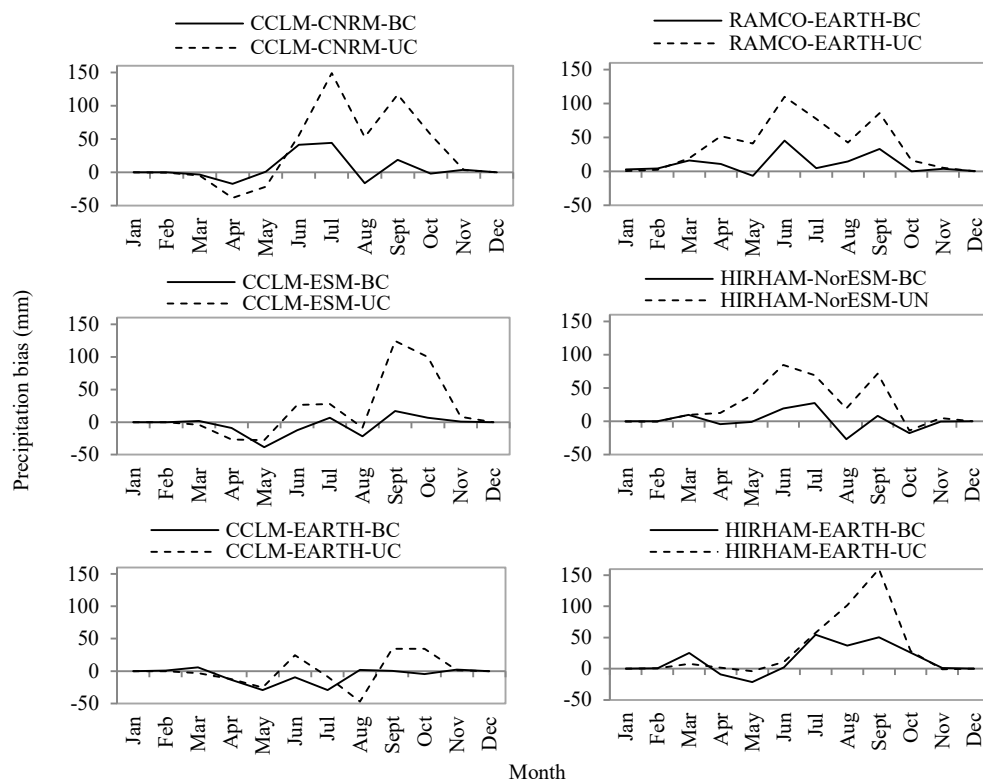 CCLM-CNRM-BC
CCLM-CNRM-UC
150
100
50
0
-50
Jan Feb Mar Apr May Jun Jul Aug Sept Oct Nov Dec
RAMCO-EARTH-BC
RAMCO-EARTH-UC
150
100
50
0
-50
Jan Feb Mar Apr May Jun Jul Aug Sept Oct Nov Dec
Precipitation bias (mm)
CCLM-ESM-BC
CCLM-ESM-UC
150
100
50
0
-50
Jan Feb Mar Apr May Jun Jul Aug Sept Oct Nov Dec
HIRHAM-NorESM-BC
HIRHAM-NorESM-UN
150
100
50
0
-50
Jan Feb Mar Apr May Jun Jul Aug Sept Oct Nov Dec
CCLM-EARTH-BC
CCLM-EARTH-UC
150
100
50
0
-50
Jan Feb Mar Apr May Jun Jul Aug Sept Oct Nov Dec
HIRHAM-EARTH-BC
HIRHAM-EARTH-UC
150
100
50
0
-50
Jan Feb Mar Apr May Jun Jul Aug Sept Oct Nov Dec
Month